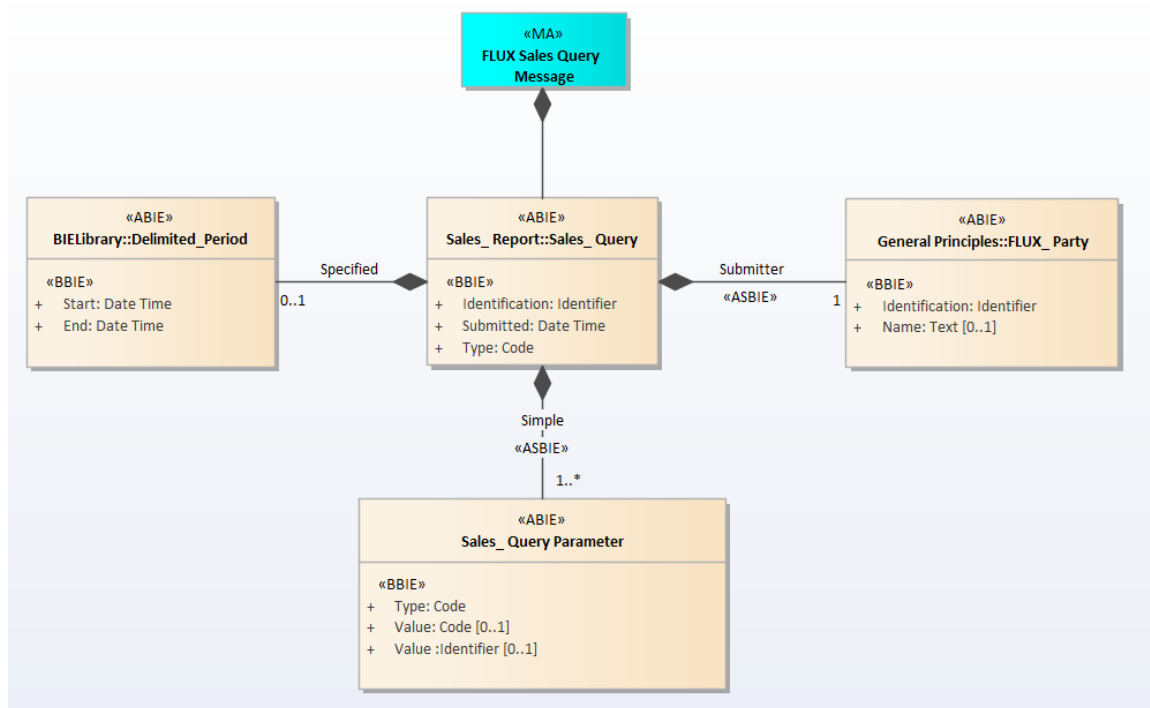 «MA»
FLUX Sales Query
Message
«ABIE»
BIELibrary::Delimited_Period
«BBIE»
+ Start: Date Time
+ End: Date Time
Specified
0..1
«ABIE»
Sales_ Report::Sales_ Query
«BBIE»
+ Identification: Identifier
+ Submitted: Date Time
+ Type: Code
Submitter
«ASBIE»
1
«ABIE»
General Principles::FLUX_ Party
«BBIE»
+ Identification: Identifier
+ Name: Text [0..1]
Simple
«ASBIE»
1..*
«ABIE»
Sales_ Query Parameter
«BBIE»
+ Type: Code
+ Value: Code [0..1]
+ Value :Identifier [0..1]